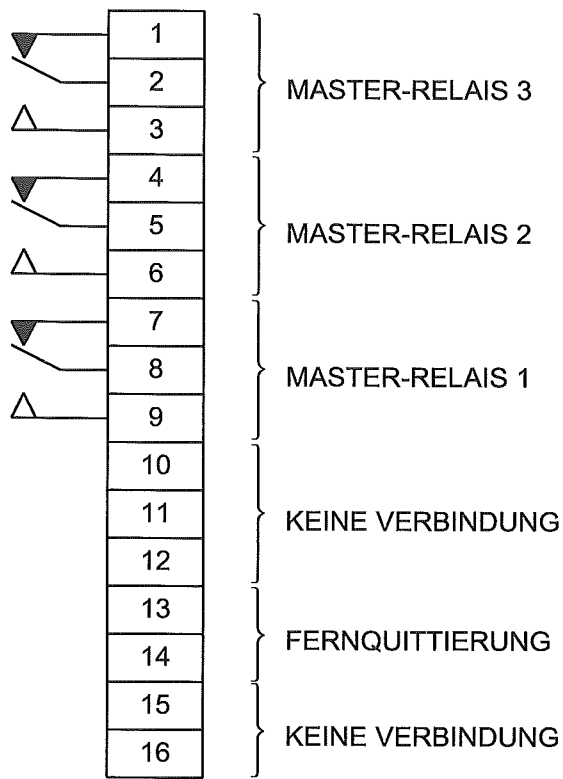 1
2
3
MASTER-RELAIS 3
4
5
6
MASTER-RELAIS 2
7
8
9
MASTER-RELAIS 1
10
11
12
KEINE VERBINDUNG
13
14
FERNQUITTIERUNG
15
16
KEINE VERBINDUNG